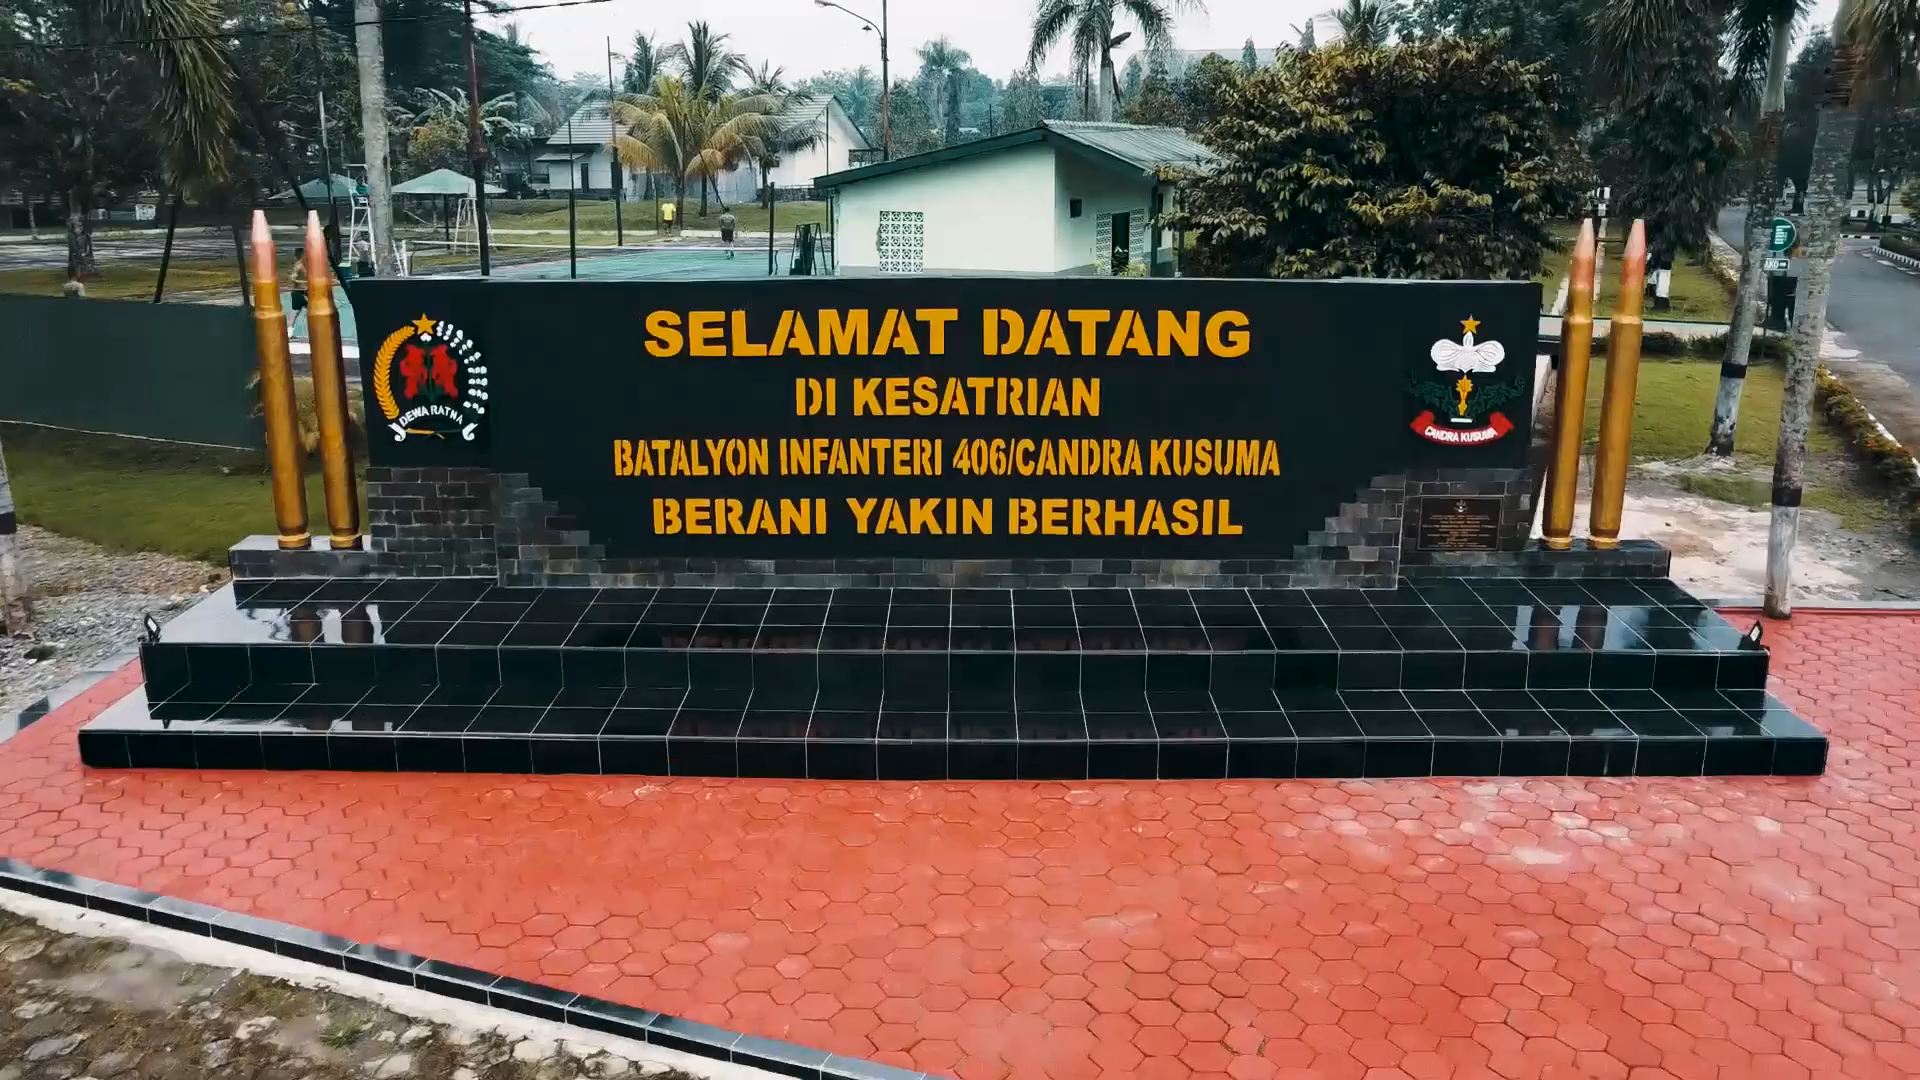 SELAMAT DATANG
DI KESATRIAN
BATALYON INFANTERI 406/CANDRA KUSUMA
BERANI YAKIN BERHASIL
DEWA RATNA
CANDRA KUSUMA